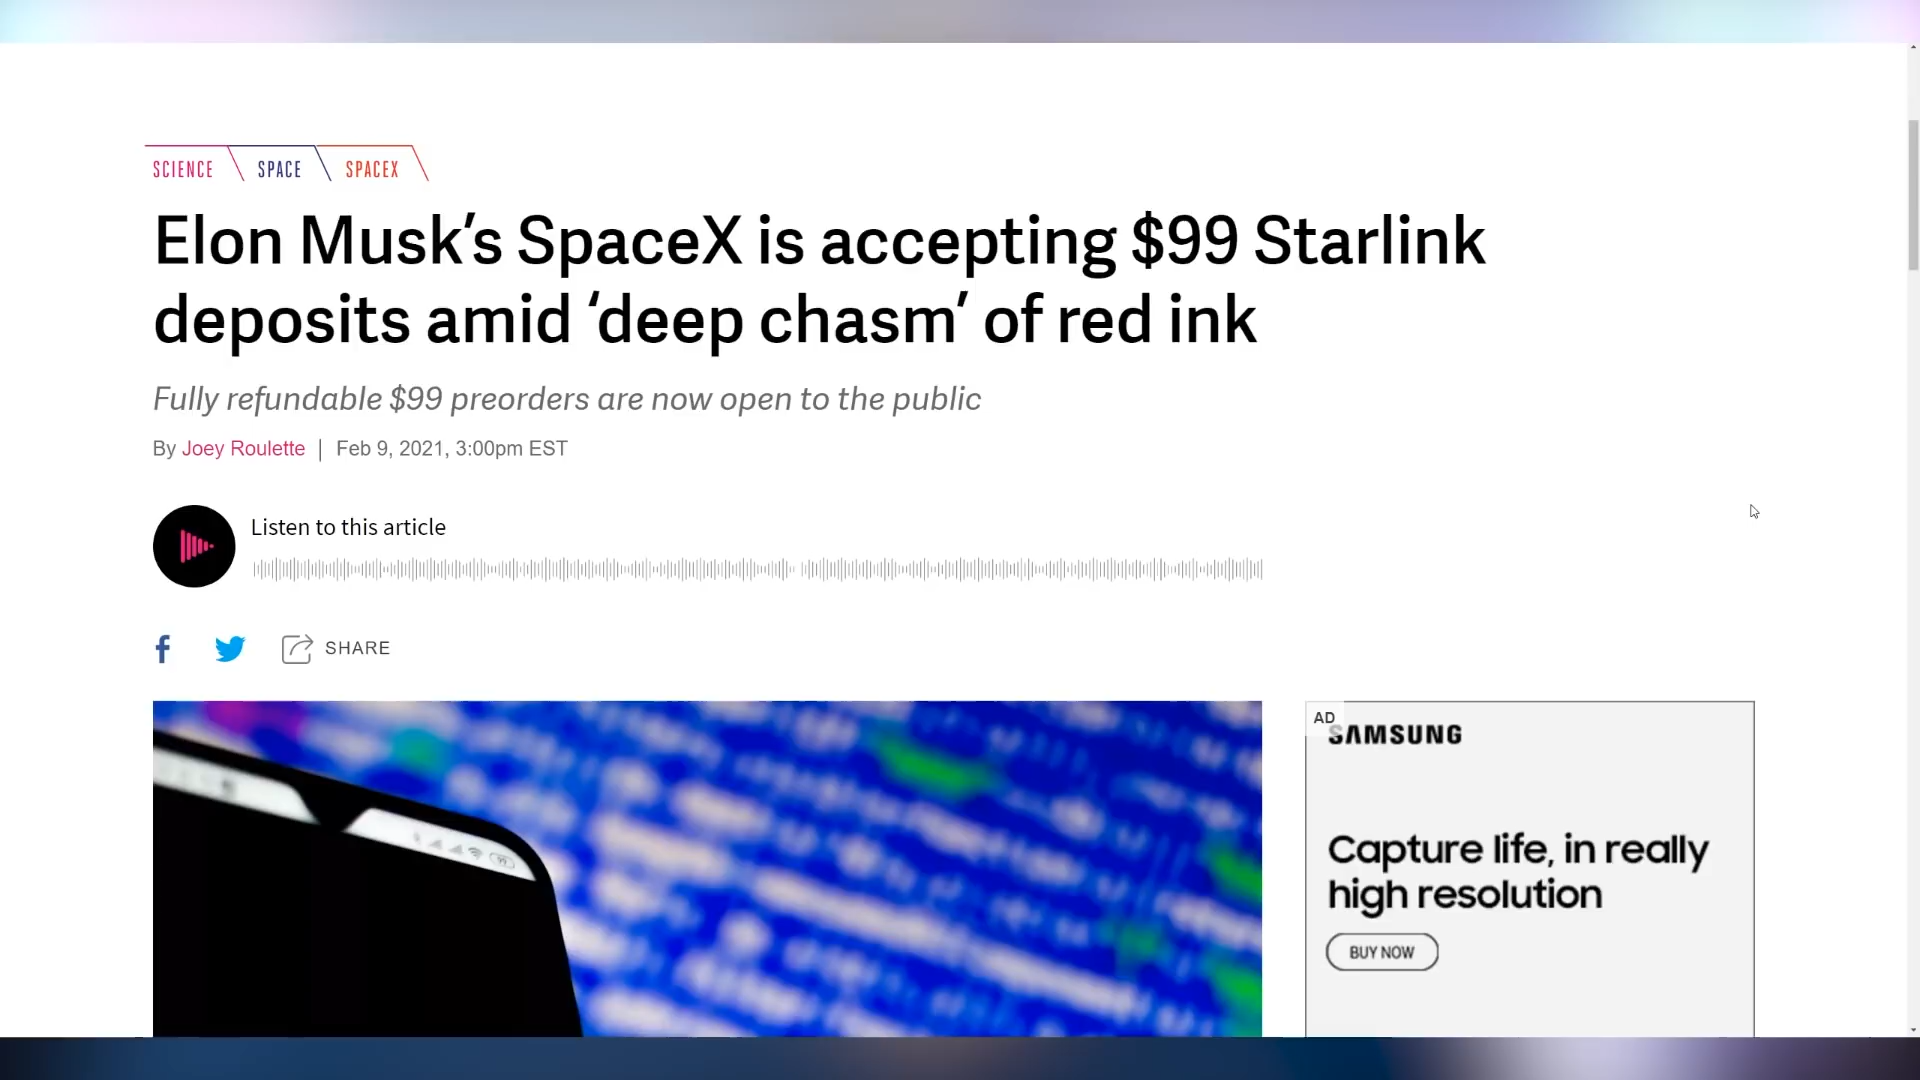 SCIENCE SPACE SPACEX
Elon Musk’s SpaceX is accepting $99 Starlink
deposits amid ‘deep chasm’ of red ink
Fully refundable $99 preorders are now open to the public
By Joey Roulette | Feb 9, 2021, 3:00pm EST
Listen to this article
SHARE
AD
SAMSUNG
Capture life, in really
high resolution
BUY NOW